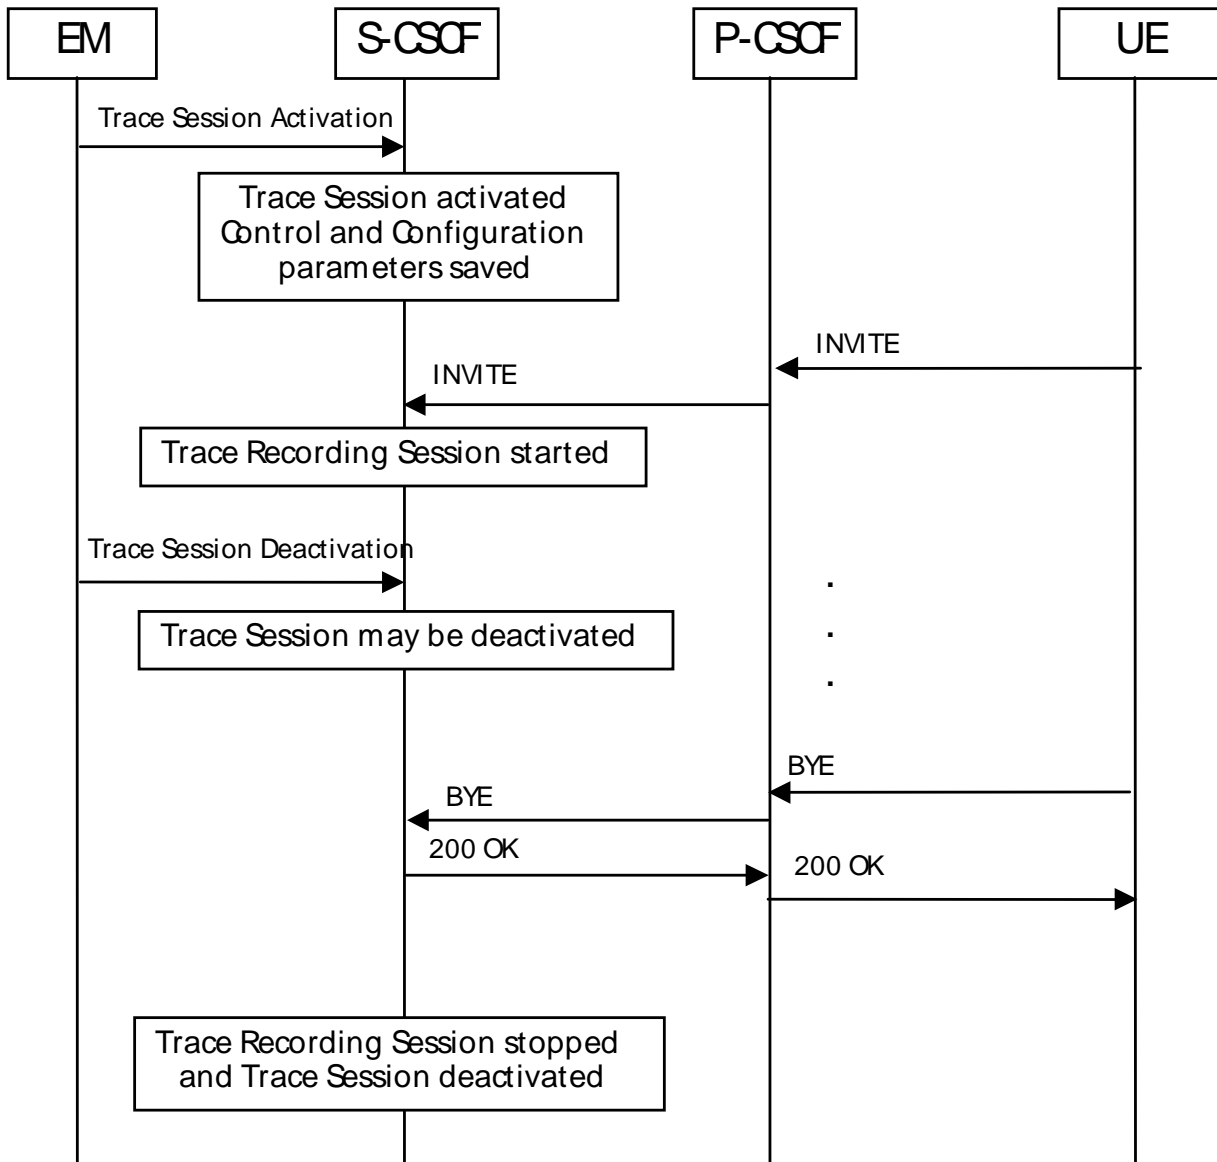 EM
S-CSCF
P-CSCF
UE
Trace Session Activation
Trace Session activated
Control and Configuration
parameters saved
INVITE
INVITE
Trace Recording Session started
Trace Session Deactivation
.
Trace Session may be deactivated
.
.
BYE
BYE
200 OK
200 OK
Trace Recording Session stopped
and Trace Session deactivated